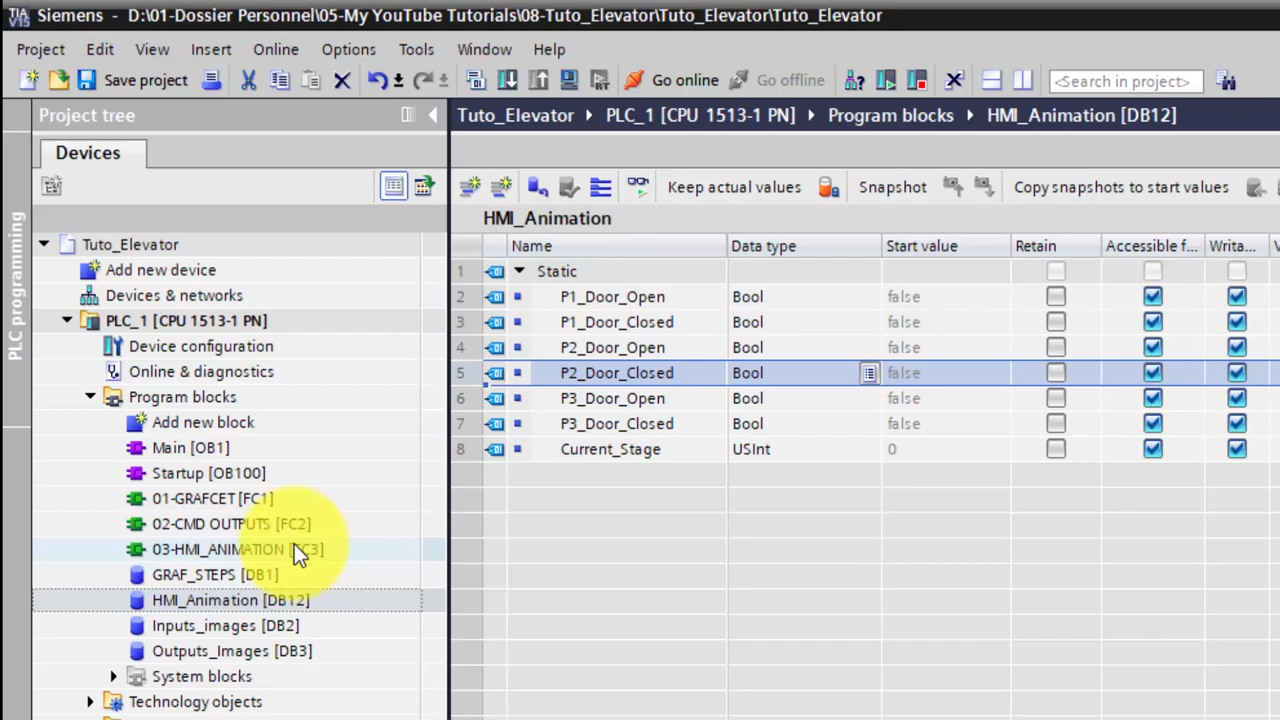 TIA V15 Siemens - D:\01-Dossier Personnel\05-My YouTube Tutorials\08-Tuto_Elevator\Tuto_Elevator\Tuto_Elevator
Project Edit View Insert Online Options Tools Window Help
Save project Go online Go offline <Search in project>
Project tree
Tuto_Elevator PLC_1 [CPU 1513-1 PN] Program blocks HMI_Animation [DB12]
Devices
Keep actual values Snapshot Copy snapshots to start values
PLC programming
Tuto_Elevator
Add new device
Devices & networks
PLC_1 [CPU 1513-1 PN]
Device configuration
Online & diagnostics
Program blocks
Add new block
Main [OB1]
Startup [OB100]
01-GRAFCET [FC1]
02-CMD OUTPUTS [FC2]
03-HMI_ANIMATION
GRAF_STEPS [DB1]
HMI_Animation [DB12]
Inputs_images [DB2]
Outputs_Images [DB3]
System blocks
Technology objects
HMI_Animation
Name Data type Start value Retain Accessible f... Writa... V
1 Static
2 P1_Door_Open Bool false
3 P1_Door_Closed Bool false
4 P2_Door_Open Bool false
5 P2_Door_Closed Bool false
6 P3_Door_Open Bool false
7 P3_Door_Closed Bool false
8 Current_Stage USInt 0